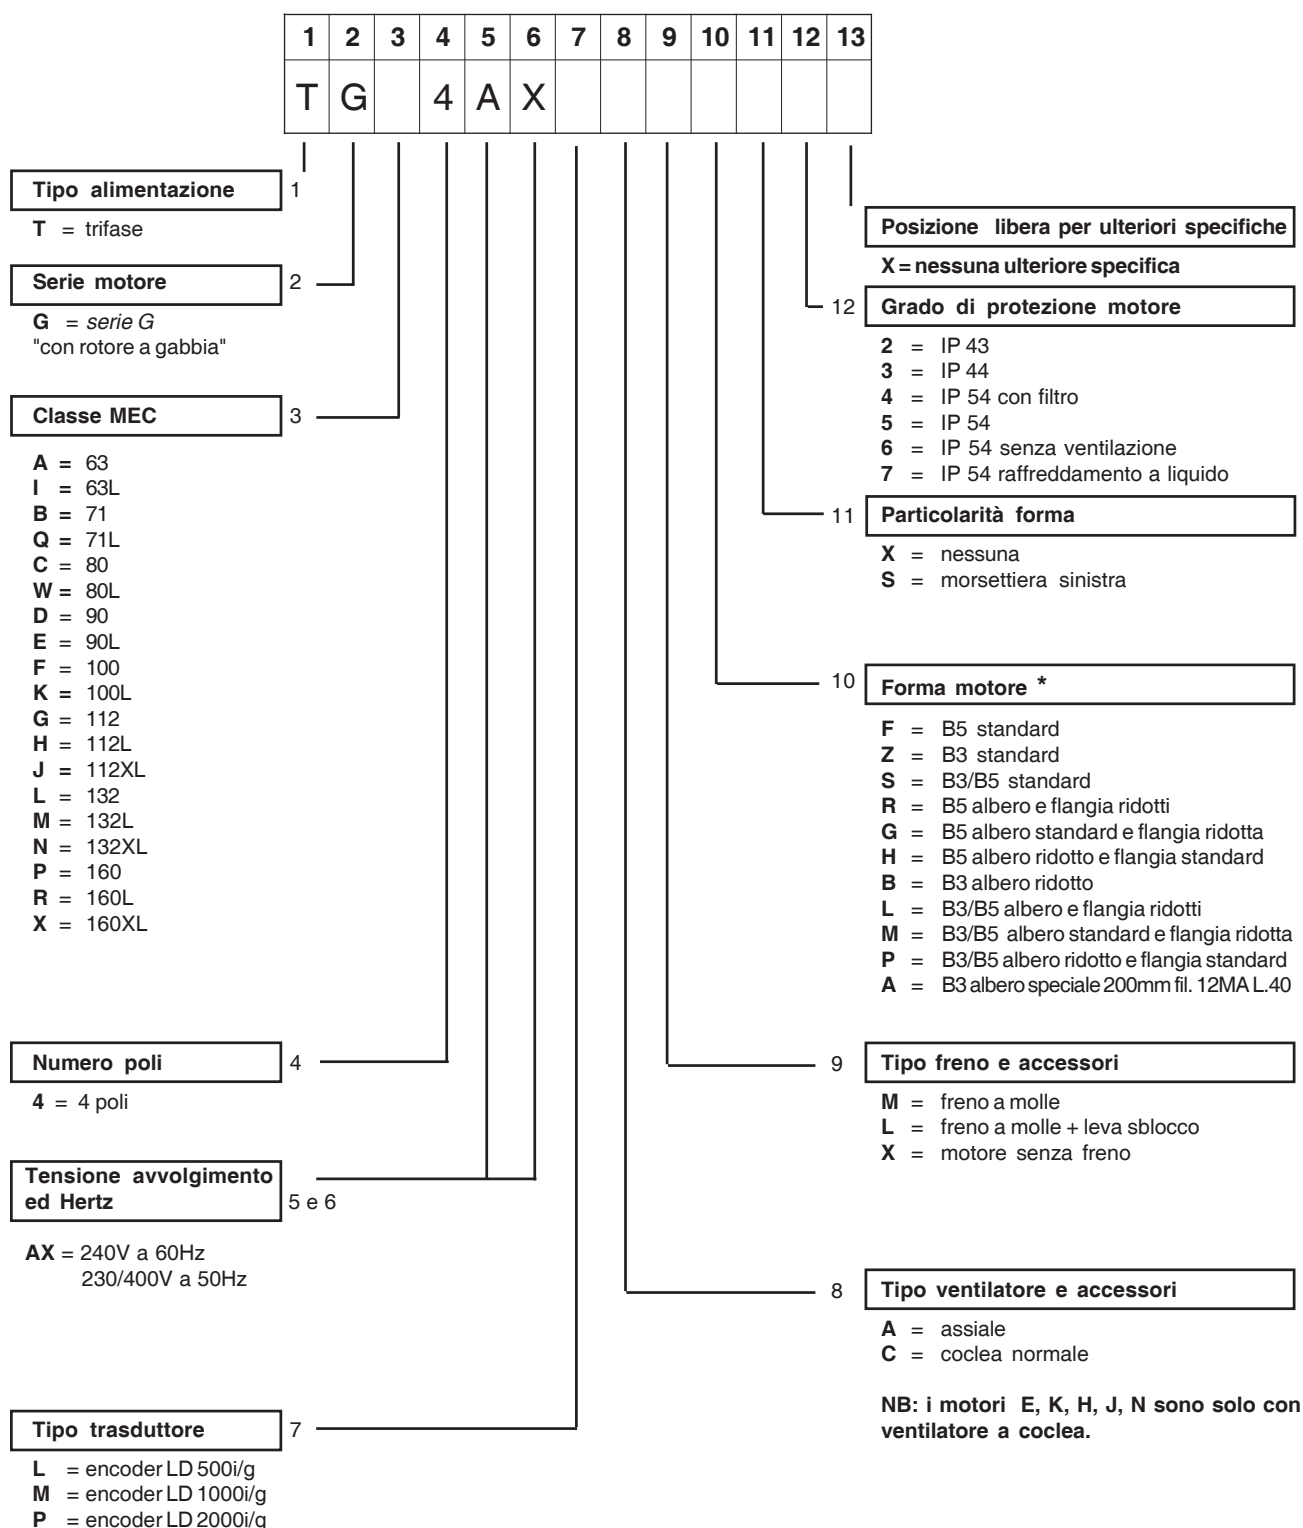 1 2 3 4 5 6 7 8 9 10 11 12 13
T G 4 A X
Tipo alimentazione 1
T = trifase
Serie motore 2
G = serie G
"con rotore a gabbia"
Classe MEC 3
A = 63
I = 63L
B = 71
Q = 71L
C = 80
W = 80L
D = 90
E = 90L
F = 100
K = 100L
G = 112
H = 112L
J = 112XL
L = 132
M = 132L
N = 132XL
P = 160
R = 160L
X = 160XL
Numero poli 4
4 = 4 poli
Tensione avvolgimento
ed Hertz 5 e 6
AX = 240V a 60Hz
230/400V a 50Hz
Tipo trasduttore 7
L = encoder LD 500i/g
M = encoder LD 1000i/g
P = encoder LD 2000i/g
Posizione libera per ulteriori specifiche
X = nessuna ulteriore specifica
12 Grado di protezione motore
2 = IP 43
3 = IP 44
4 = IP 54 con filtro
5 = IP 54
6 = IP 54 senza ventilazione
7 = IP 54 raffreddamento a liquido
11 Particolarità forma
X = nessuna
S = morsettiera sinistra
10 Forma motore *
F = B5 standard
Z = B3 standard
S = B3/B5 standard
R = B5 albero e flangia ridotti
G = B5 albero standard e flangia ridotta
H = B5 albero ridotto e flangia standard
B = B3 albero ridotto
L = B3/B5 albero e flangia ridotti
M = B3/B5 albero standard e flangia ridotta
P = B3/B5 albero ridotto e flangia standard
A = B3 albero speciale 200mm fil. 12MA L.40
9 Tipo freno e accessori
M = freno a molle
L = freno a molle + leva sblocco
X = motore senza freno
8 Tipo ventilatore e accessori
A = assiale
C = coclea normale
NB: i motori E, K, H, J, N sono solo con
ventilatore a coclea.